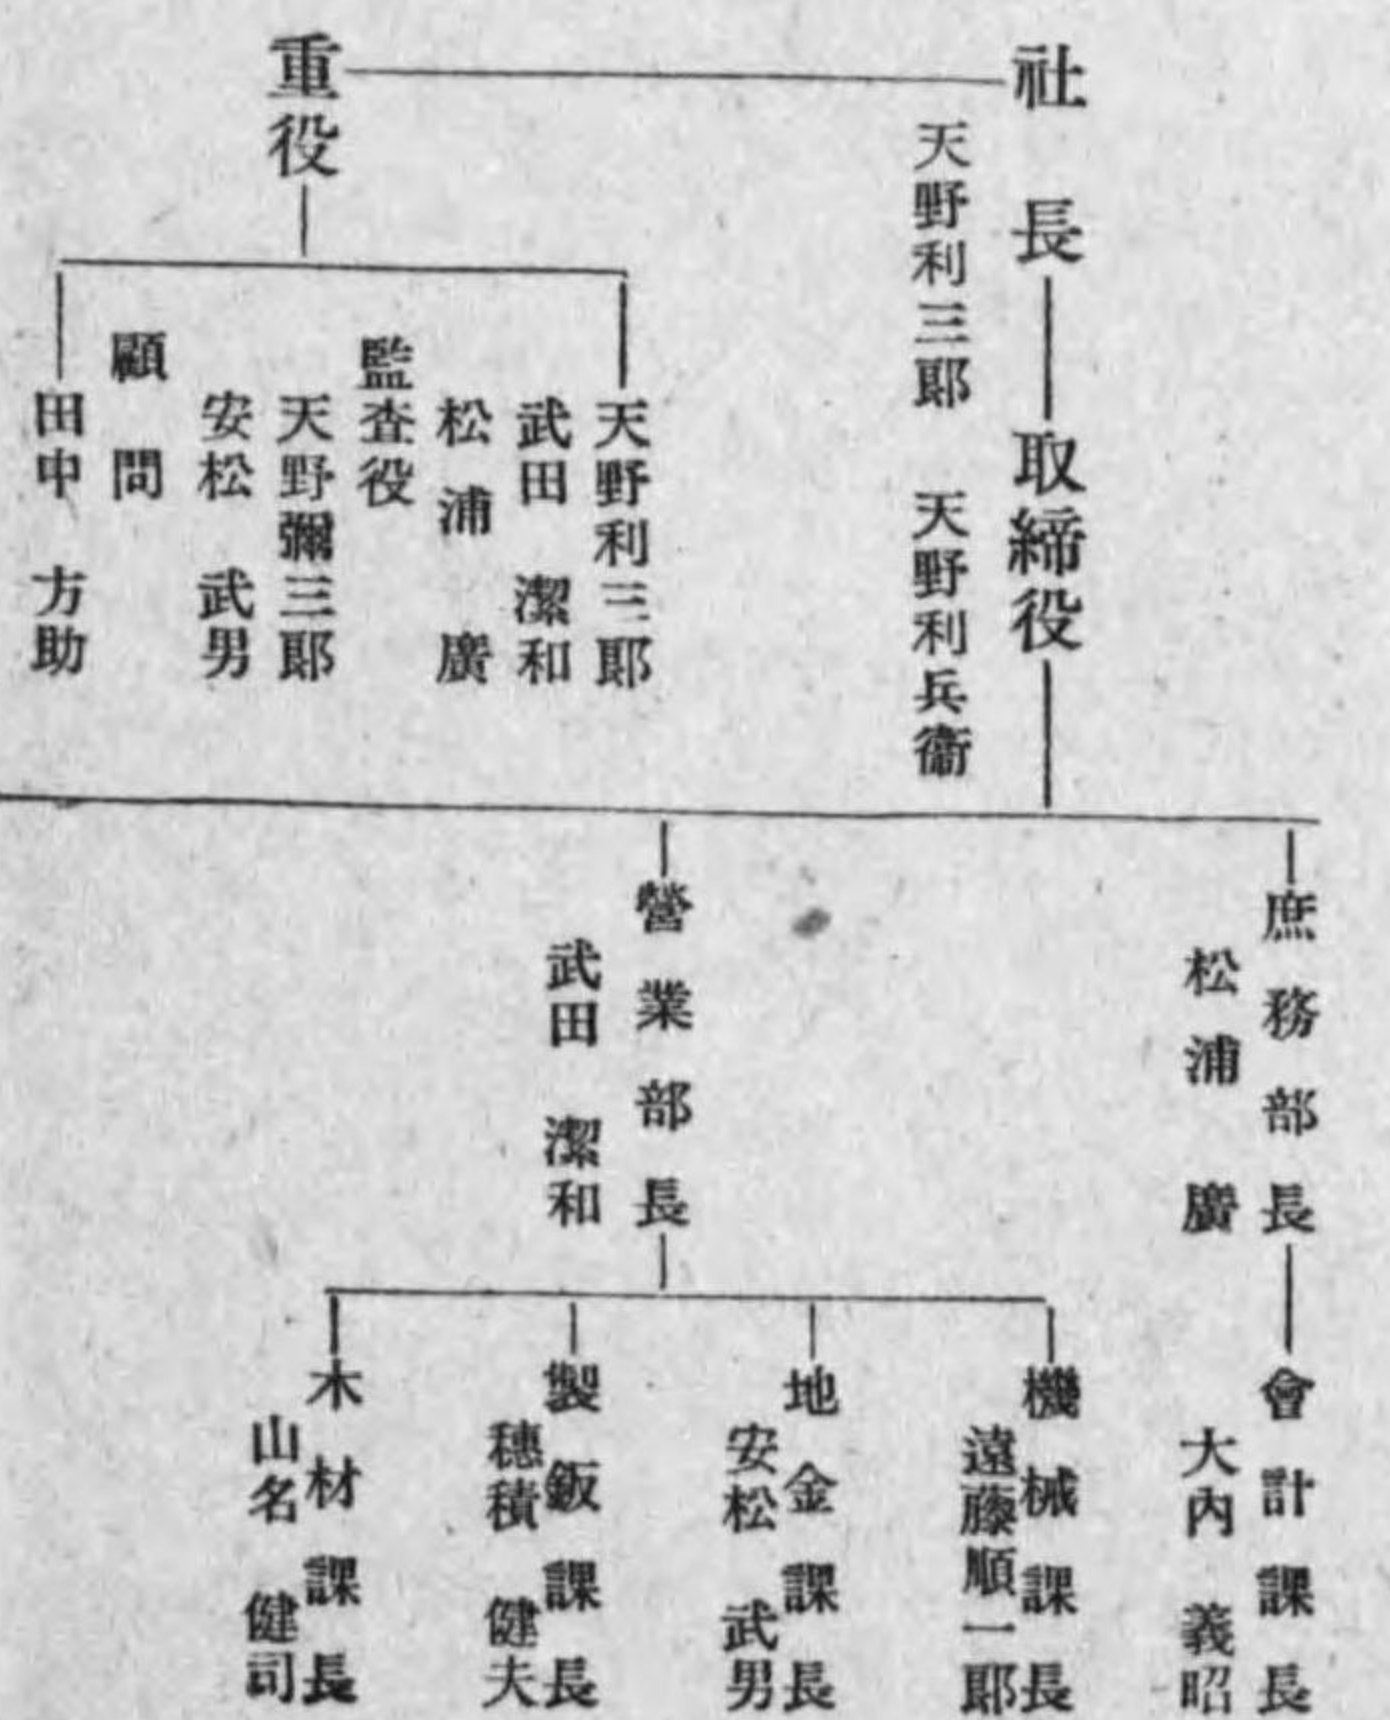 社長
取締役
天野利三郎 天野利兵衞
重役
天野利三郎
武田 潔和
松浦 廣
監査役
天野彌三郎
安松 武男
顧問
田中 方助
庶務部長
松浦 廣
營業部長
武田 潔和
會計課長
大內 義昭
機械課長
遠藤順一郎
地金課長
安松 武男
製鈑課長
穗積 健夫
木材課長
山名 健司